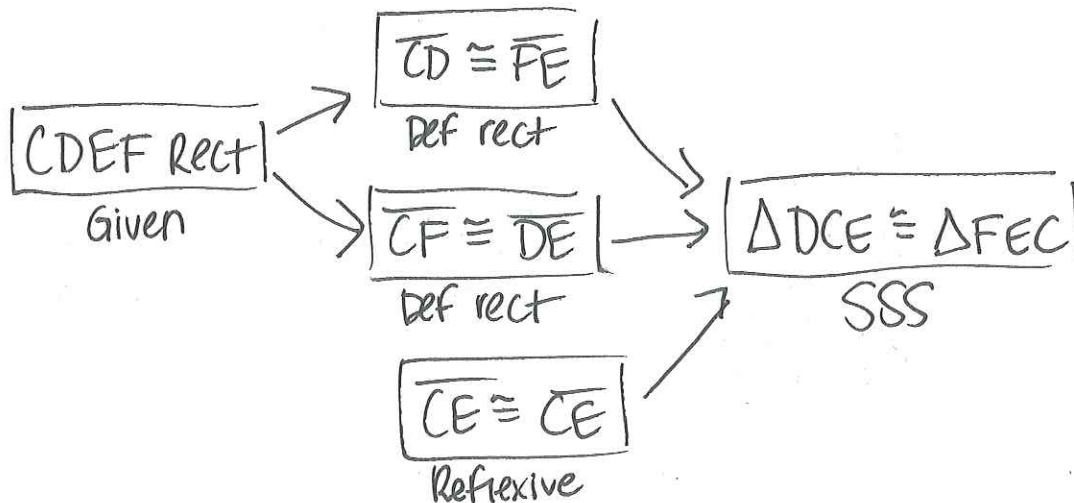 CDEF Rect
Given
CD ≅ FE
Def rect
CF ≅ DE
Def rect
CE ≅ CE
Reflexive
ΔDCE ≅ ΔFEC
SSS